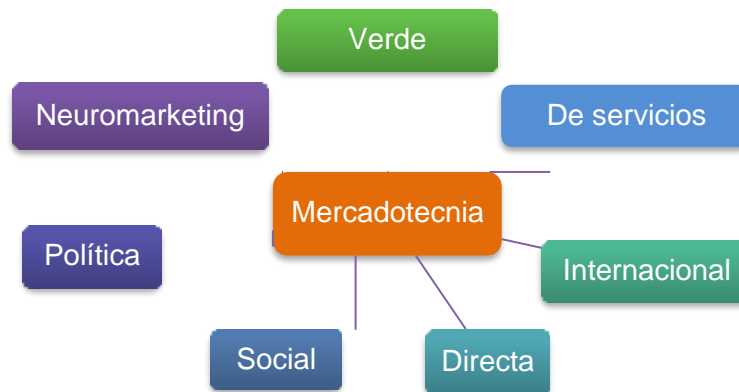 Verde
Neuromarketing
De servicios
Mercadotecnia
Política
Internacional
Social
Directa